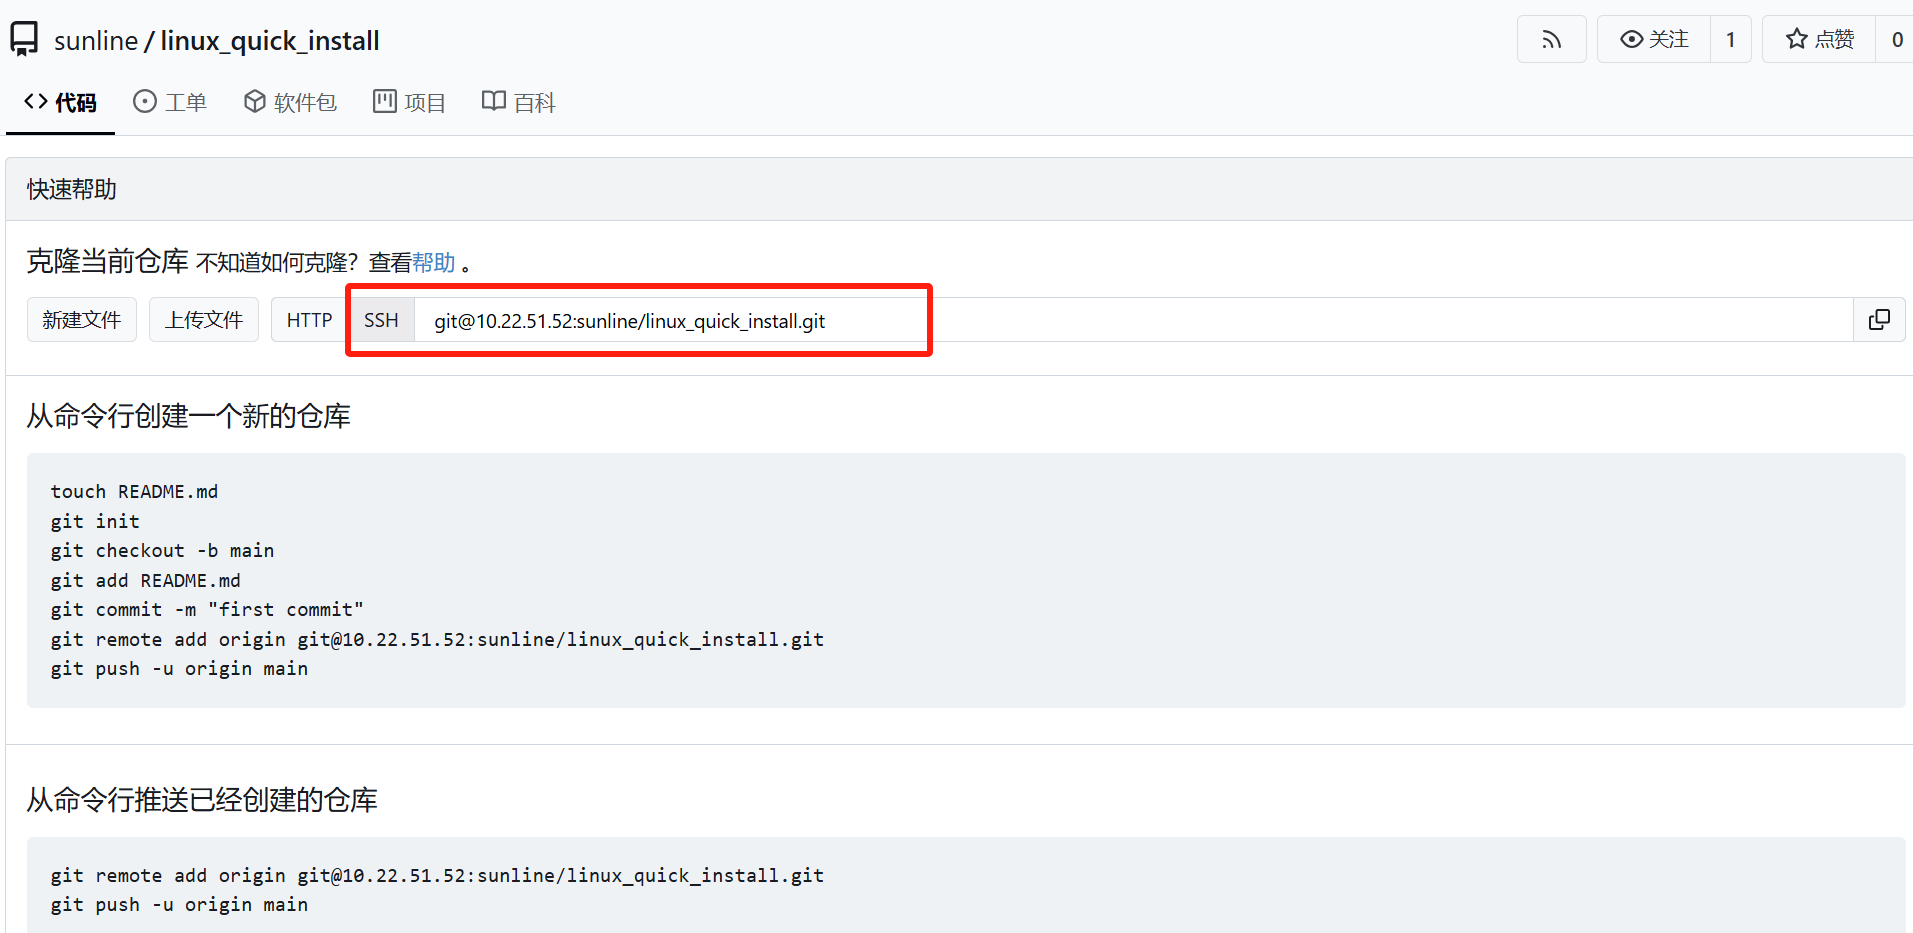 sunline / linux_quick_install
关注 1 点赞 0
代码 工单 软件包 项目 百科
快速帮助
克隆当前仓库 不知道如何克隆？查看帮助 。
新建文件 上传文件 HTTP SSH git@10.22.51.52:sunline/linux_quick_install.git
从命令行创建一个新的仓库
touch README.md
git init
git checkout -b main
git add README.md
git commit -m "first commit"
git remote add origin git@10.22.51.52:sunline/linux_quick_install.git
git push -u origin main
从命令行推送已经创建的仓库
git remote add origin git@10.22.51.52:sunline/linux_quick_install.git
git push -u origin main